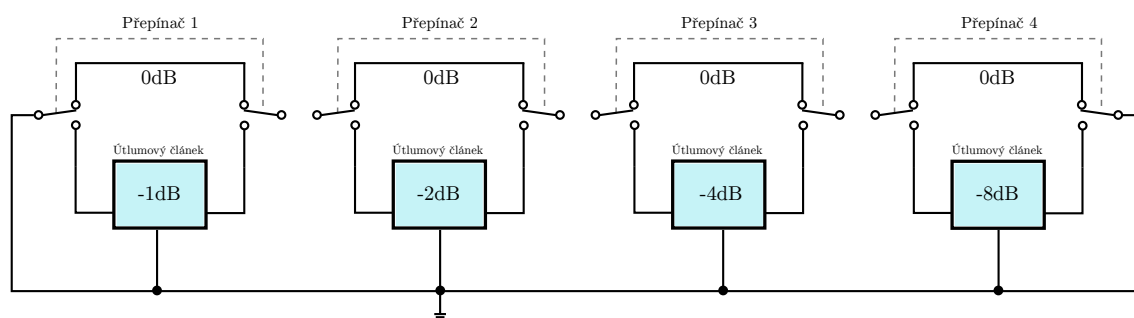 Přepínač 1
Přepínač 2
Přepínač 3
Přepínač 4
0dB
0dB
0dB
0dB
Útlumový článek
Útlumový článek
Útlumový článek
Útlumový článek
-1dB
-2dB
-4dB
-8dB